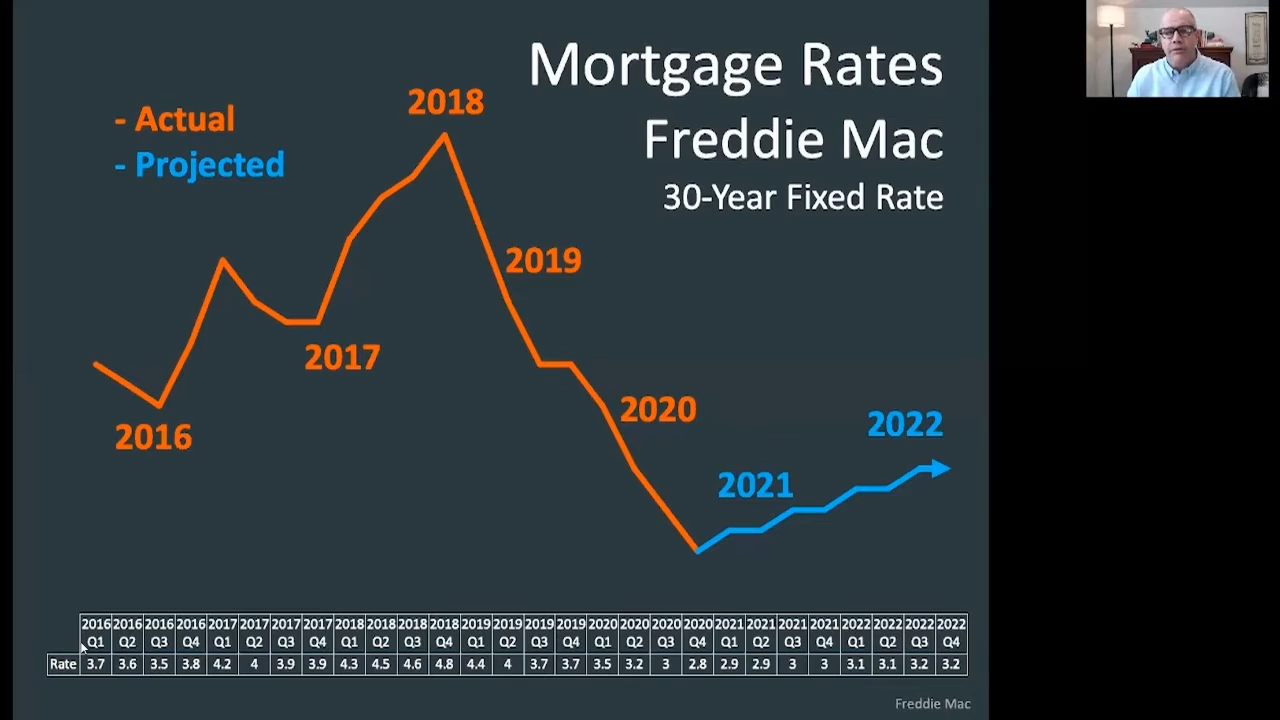 Mortgage Rates
Freddie Mac
30-Year Fixed Rate
- Actual
- Projected
2018
2019
2017
2020
2016
2022
2021
2016 2016 2016 2016 2017 2017 2017 2017 2018 2018 2018 2018 2019 2019 2019 2019 2020 2020 2020 2020 2021 2021 2021 2021 2022 2022 2022 2022
Q1 Q2 Q3 Q4 Q1 Q2 Q3 Q4 Q1 Q2 Q3 Q4 Q1 Q2 Q3 Q4 Q1 Q2 Q3 Q4 Q1 Q2 Q3 Q4 Q1 Q2 Q3 Q4
Rate 3.7 3.6 3.5 3.8 4.2 4 3.9 3.9 4.3 4.5 4.6 4.8 4.4 4 3.7 3.7 3.5 3.2 3 2.8 2.9 2.9 3 3 3.1 3.1 3.2 3.2
Freddie Mac